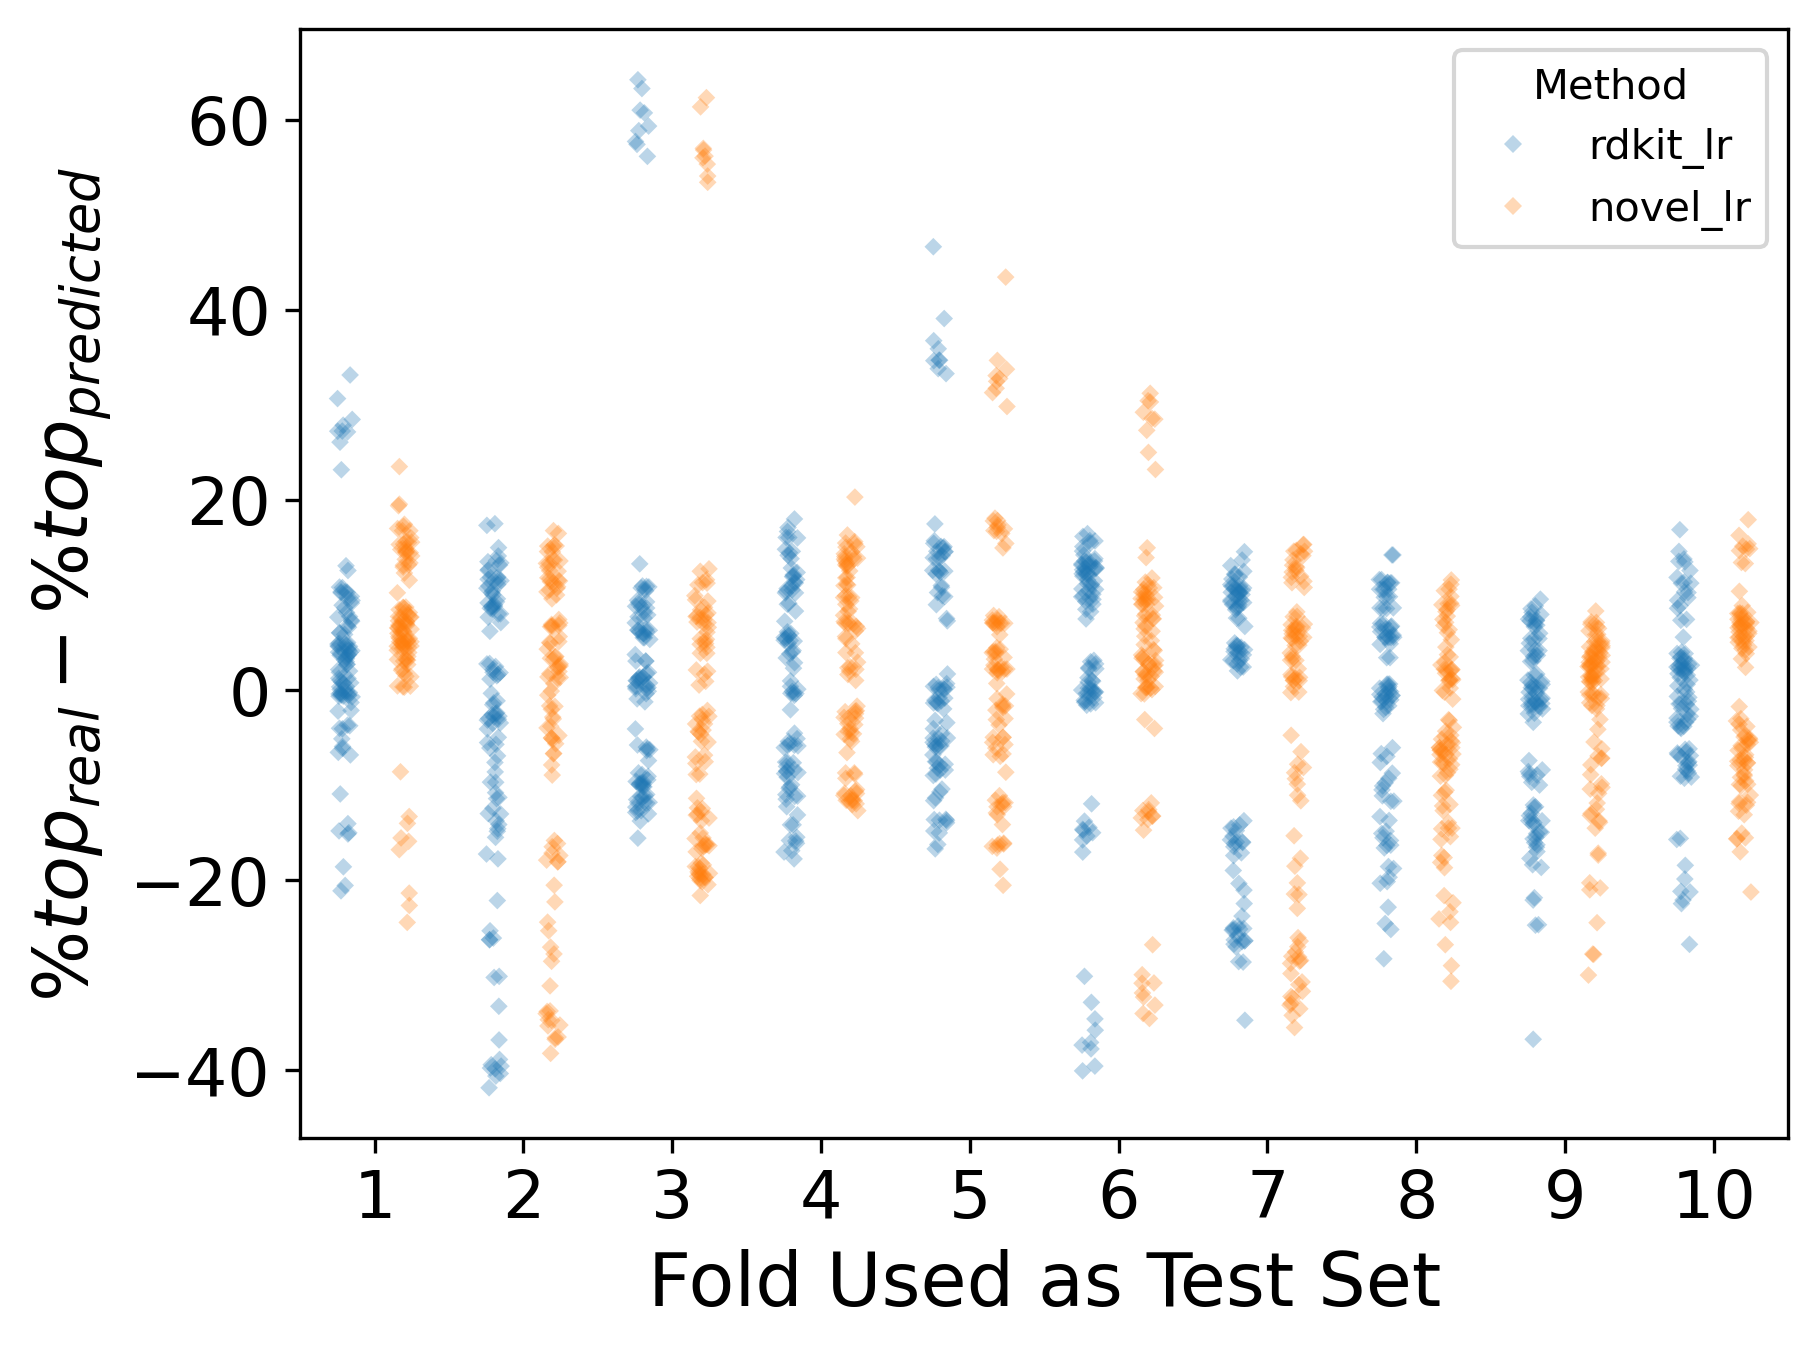 %top_real − %top_predicted
60
40
20
0
−20
−40
Method
rdkit_lr
novel_lr
1 2 3 4 5 6 7 8 9 10
Fold Used as Test Set